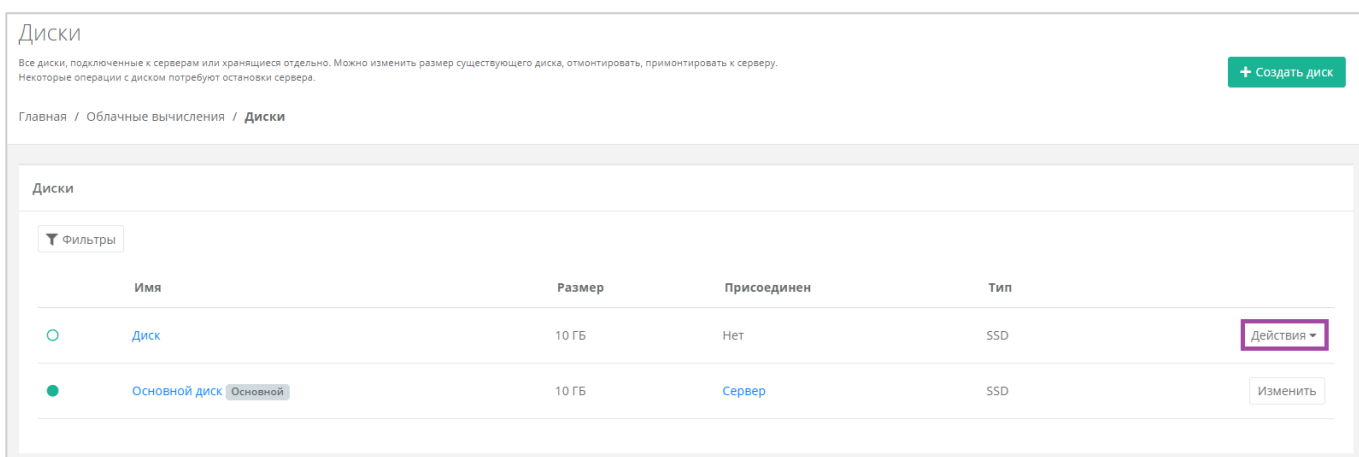 Диски
Все диски, подключенные к серверам или хранящиеся отдельно. Можно изменить размер существующего диска, отмонтировать, примонтировать к серверу.
Некоторые операции с диском потребуют остановки сервера.
+ Создать диск
Главная / Облачные вычисления / Диски
Диски
Фильтры
Имя Размер Присоединен Тип
Диск 10 ГБ Нет SSD Действия
Основной диск Основной 10 ГБ Сервер SSD Изменить